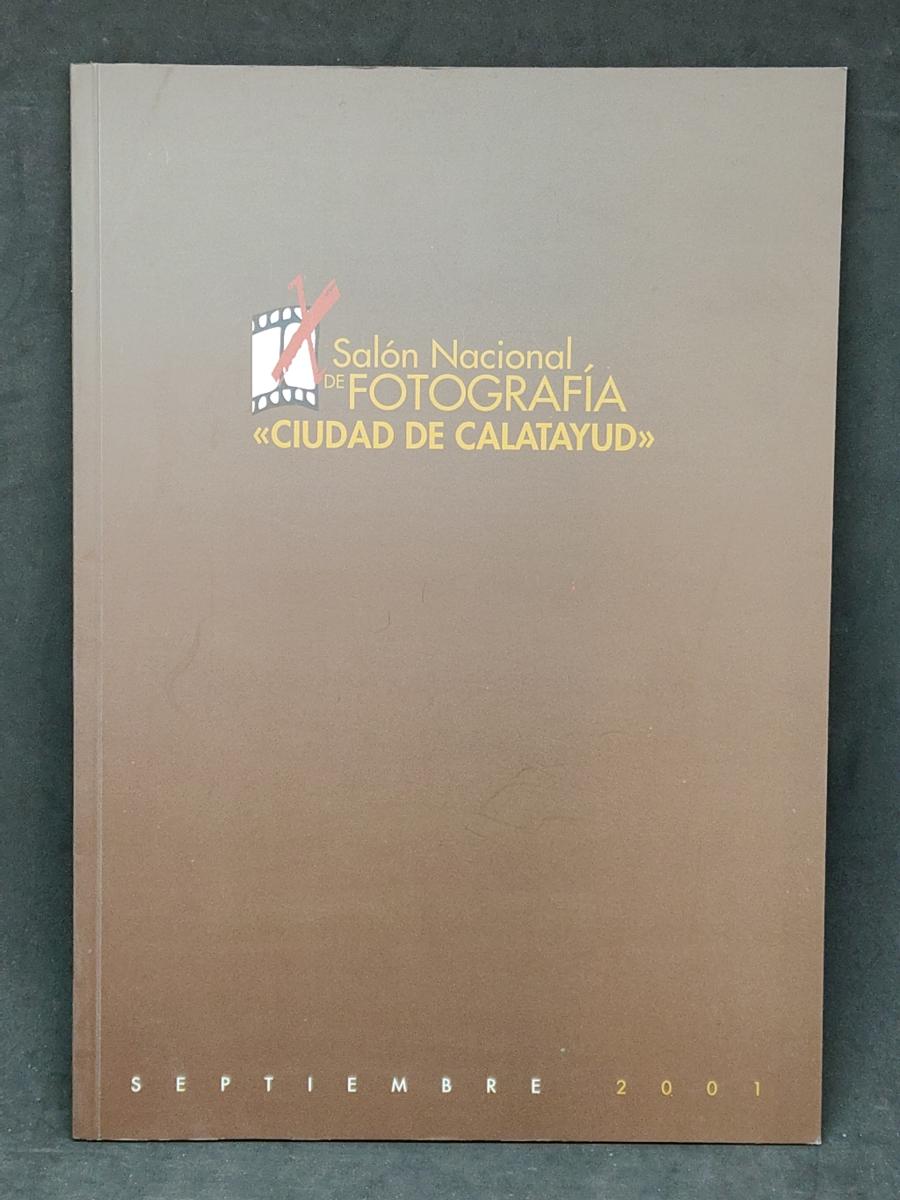 X
Salón Nacional
DE FOTOGRAFÍA
«CIUDAD DE CALATAYUD»
SEPTIEMBRE 2001